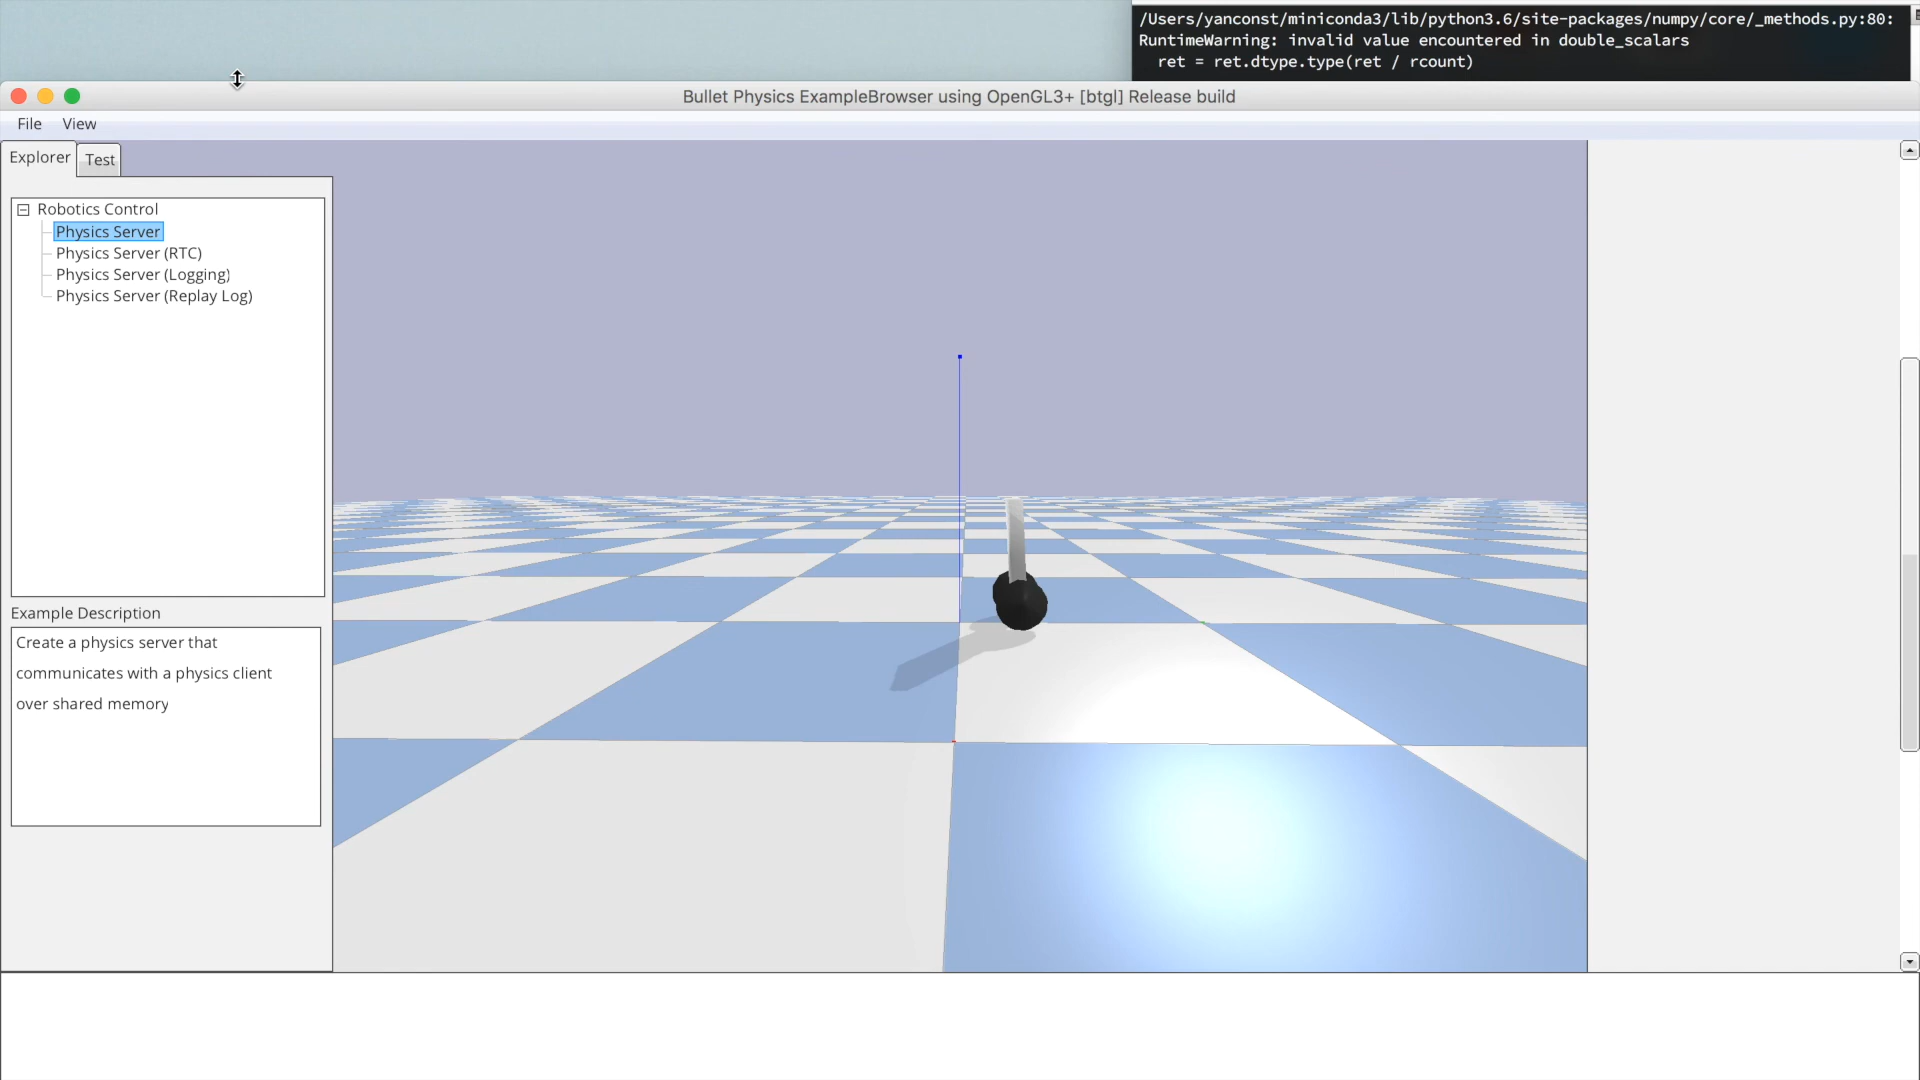 /Users/yanconst/miniconda3/lib/python3.6/site-packages/numpy/core/_methods.py:80:
RuntimeWarning: invalid value encountered in double_scalars
ret = ret.dtype.type(ret / rcount)
Bullet Physics ExampleBrowser using OpenGL3+ [btgl] Release build
File View
Explorer Test
Robotics Control
Physics Server
Physics Server (RTC)
Physics Server (Logging)
Physics Server (Replay Log)
Example Description
Create a physics server that
communicates with a physics client
over shared memory